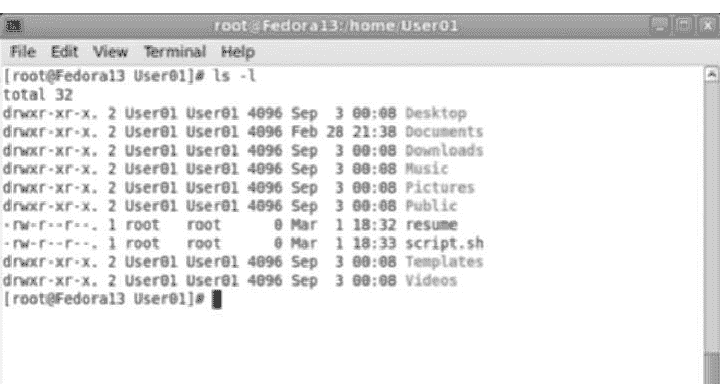 root@Fedora13:/home/User01
File Edit View Terminal Help
[root@Fedora13 User01]# ls -l
total 32
drwxr-xr-x. 2 User01 User01 4096 Sep  3 00:08 Desktop
drwxr-xr-x. 2 User01 User01 4096 Feb 28 21:38 Documents
drwxr-xr-x. 2 User01 User01 4096 Sep  3 00:08 Downloads
drwxr-xr-x. 2 User01 User01 4096 Sep  3 00:08 Music
drwxr-xr-x. 2 User01 User01 4096 Sep  3 00:08 Pictures
drwxr-xr-x. 2 User01 User01 4096 Sep  3 00:08 Public
-rw-r--r--. 1 root   root      0 Mar  1 18:32 resume
-rw-r--r--. 1 root   root      0 Mar  1 18:33 script.sh
drwxr-xr-x. 2 User01 User01 4096 Sep  3 00:08 Templates
drwxr-xr-x. 2 User01 User01 4096 Sep  3 00:08 Videos
[root@Fedora13 User01]#